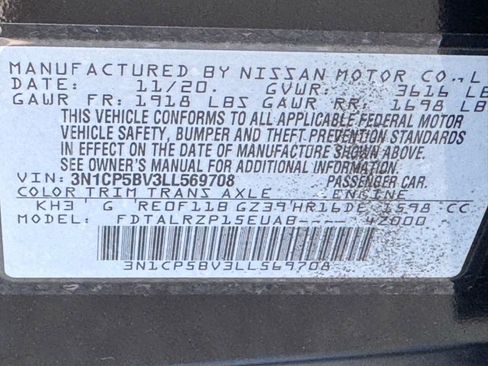 MANUFACTURED BY NISSAN MOTOR CO., L
DATE: 11/20. GVWR: 3616 LB
GAWR FR: 1918 LBS GAWR RR: 1698 LB
THIS VEHICLE CONFORMS TO ALL APPLICABLE FEDERAL MOTOR
VEHICLE SAFETY, BUMPER AND THEFT PREVENTION STANDARDS
IN EFFECT ON THE DATE OF MANUFACTURE SHOWN ABOVE.
SEE OWNER'S MANUAL FOR ADDITIONAL INFORMATION.
VIN: 3N1CP5BV3LL569708 PASSENGER CAR.
COLOR TRIM TRANS AXLE ENGINE
KH3 G RE0F11B GZ39 HR16DE 1598 CC
MODEL: FDTALRZP15EUAB---- 4Z000
3N1CP5BV3LL569708